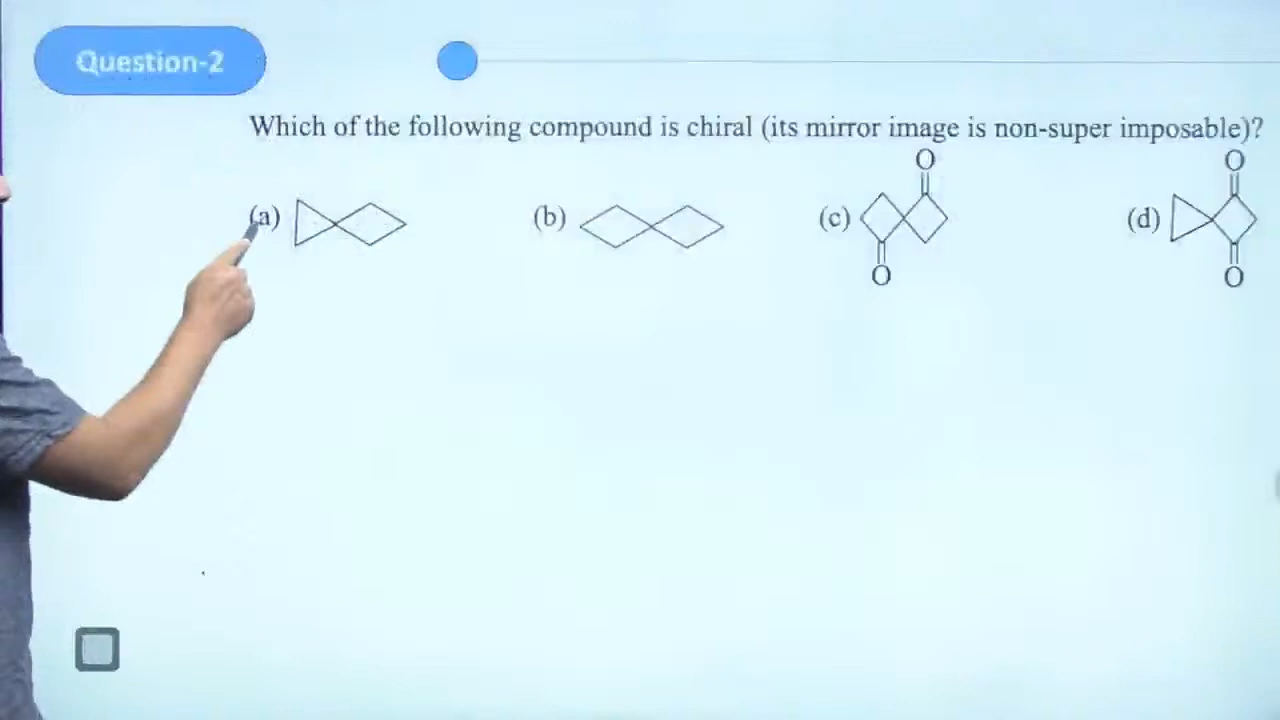 Question-2
Which of the following compound is chiral (its mirror image is non-super imposable)?
(a) (b) (c) O O (d) O O